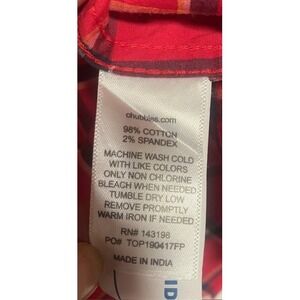 chubbies.com
98% COTTON
2% SPANDEX
MACHINE WASH COLD
WITH LIKE COLORS
ONLY NON CHLORINE
BLEACH WHEN NEEDED
TUMBLE DRY LOW
REMOVE PROMPTLY
WARM IRON IF NEEDED
RN# 143198
PO# TOP190417FP
MADE IN INDIA